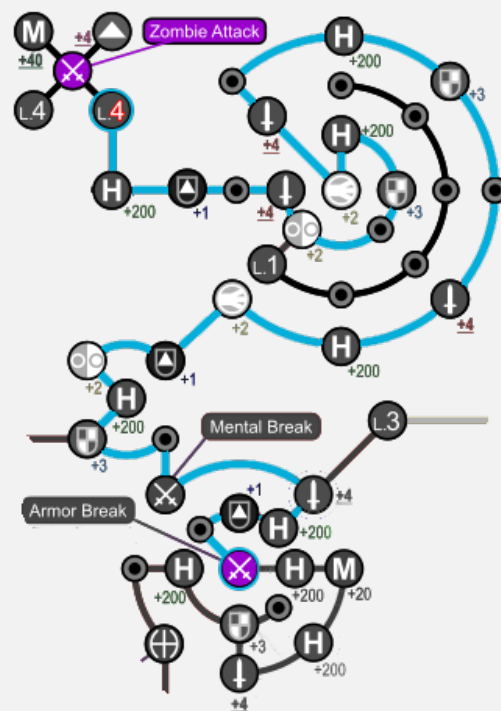 M
+4
Zombie Attack
+40
H
+200
+3
L.4
L.4
+4
H
+200
H
+200
+1
+4
+2
+3
+2
L.1
+2
+4
H
+200
+2
+1
H
+200
+3
Mental Break
L.3
Armor Break
+1
+4
H
+200
H
+200
H
+200
M
+20
+3
H
+200
+4